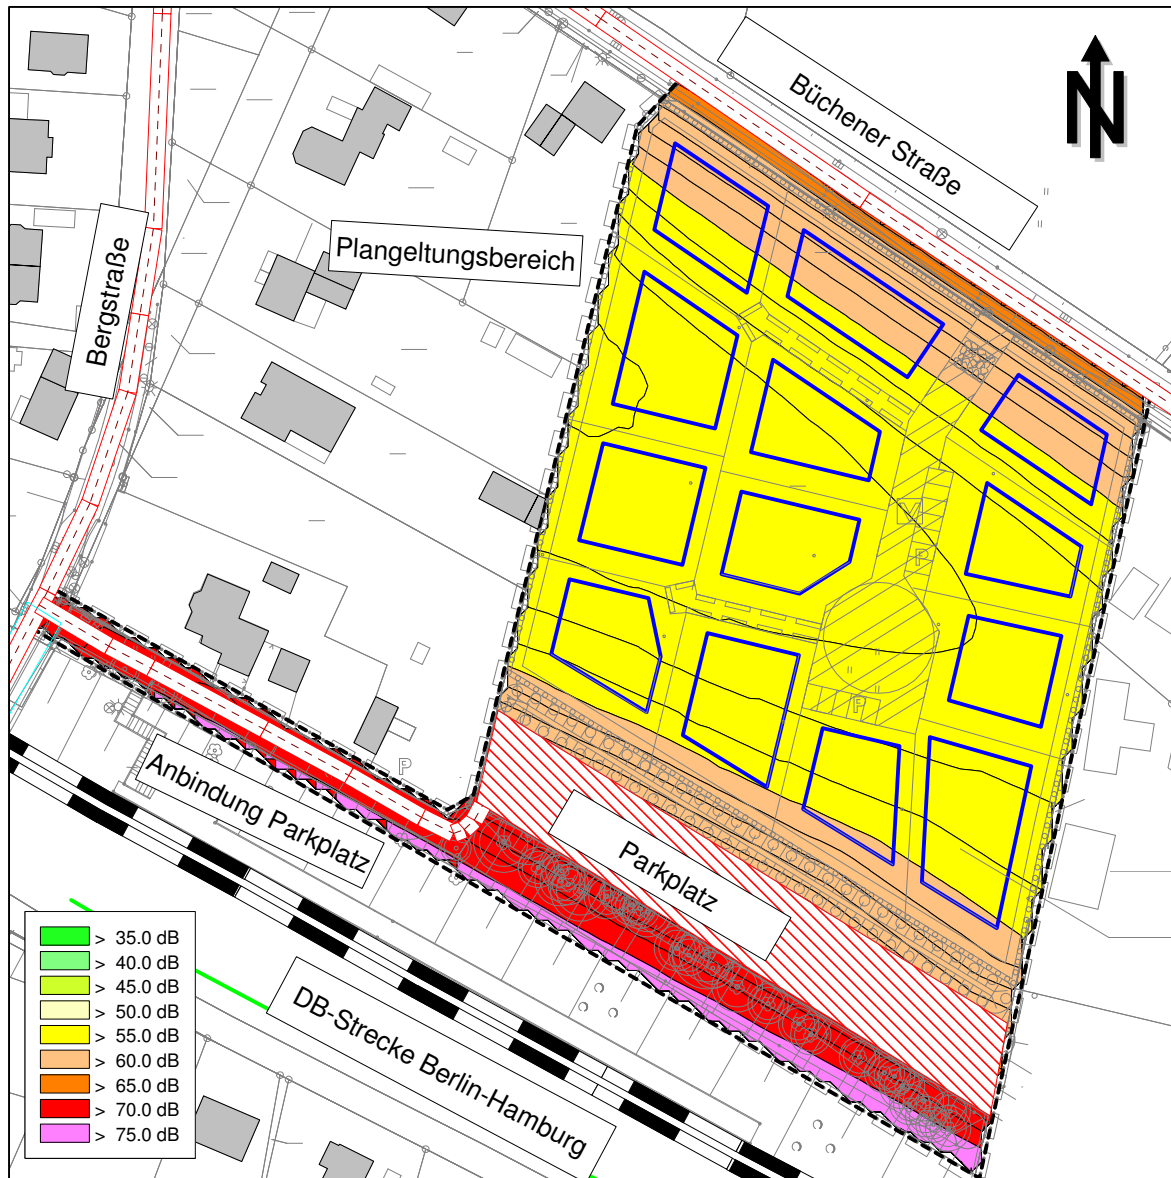 Büchener Straße
N
Plangeltungsbereich
Bergstraße
M
P
P
P
Anbindung Parkplatz
Parkplatz
DB-Strecke Berlin-Hamburg
> 35.0 dB
> 40.0 dB
> 45.0 dB
> 50.0 dB
> 55.0 dB
> 60.0 dB
> 65.0 dB
> 70.0 dB
> 75.0 dB